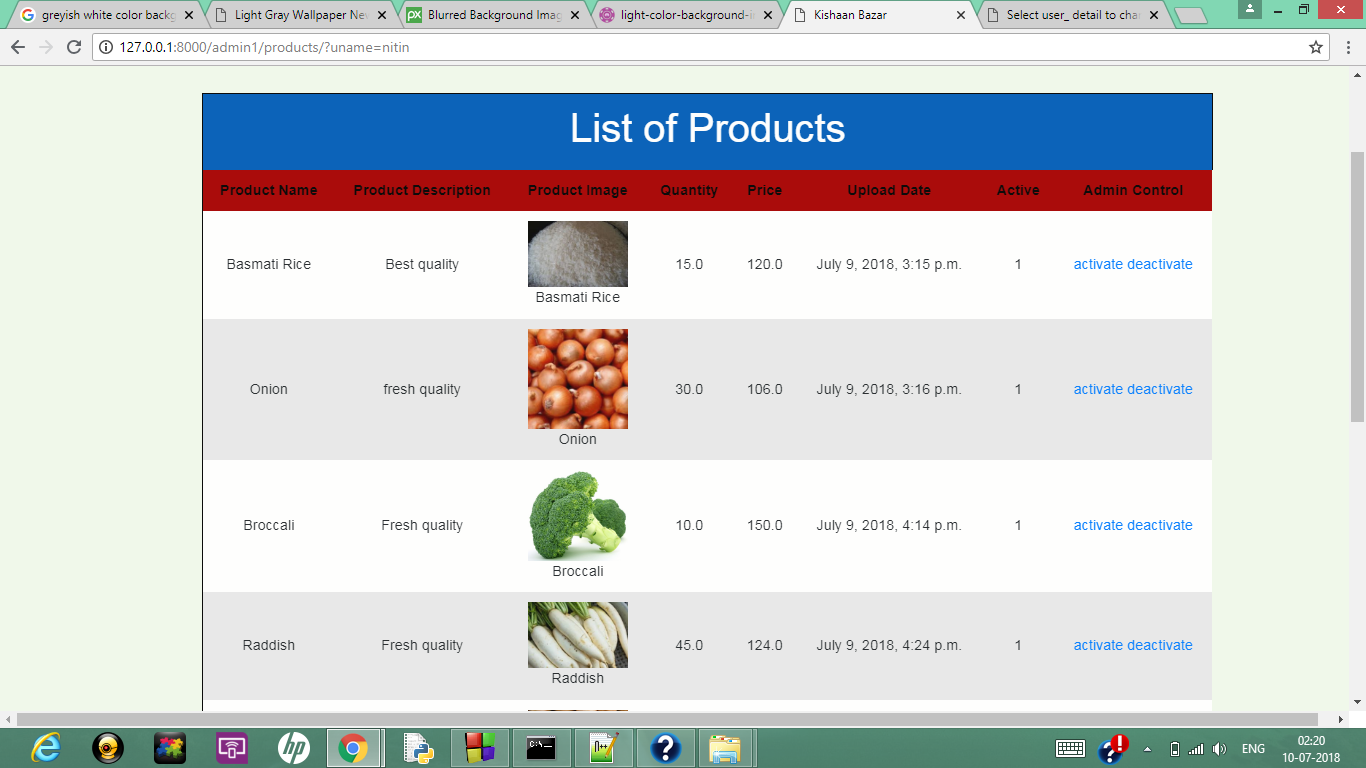 greyish white color backg
Light Gray Wallpaper Ne
Blurred Background Imag
light-color-background-i
Kishaan Bazar
Select user_ detail to cha
127.0.0.1:8000/admin1/products/?uname=nitin
List of Products
Product Name Product Description Product Image Quantity Price Upload Date Active Admin Control
Basmati Rice Best quality 15.0 120.0 July 9, 2018, 3:15 p.m. 1 activate deactivate
Basmati Rice
Onion fresh quality 30.0 106.0 July 9, 2018, 3:16 p.m. 1 activate deactivate
Onion
Broccali Fresh quality 10.0 150.0 July 9, 2018, 4:14 p.m. 1 activate deactivate
Broccali
Raddish Fresh quality 45.0 124.0 July 9, 2018, 4:24 p.m. 1 activate deactivate
Raddish
ENG 02:20
10-07-2018